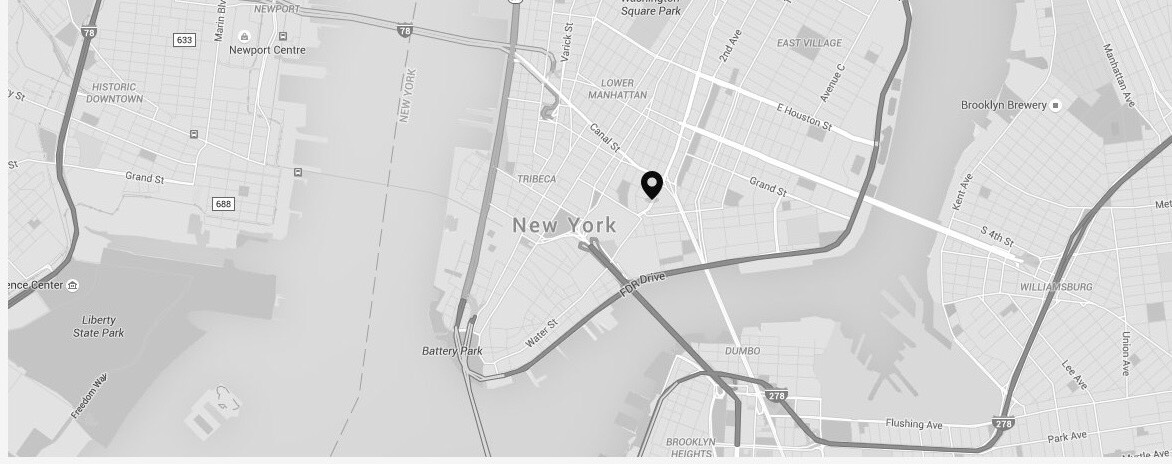 Washington
Square Park
NEWPORT
78
78
633
Marin Blv
Newport Centre
Varick St
2nd Ave
EAST VILLAGE
Manhattan Ave
HISTORIC
DOWNTOWN
NEW YORK
LOWER
MANHATTAN
Avenue C
y St
E Houston St
Brooklyn Brewery
Canal St
St
Grand St
TRIBECA
Grand St
Kent Ave
688
Met
New York
S 4th St
ence Center
FDR Drive
WILLIAMSBURG
Liberty
State Park
Water St
Union Ave
Battery Park
DUMBO
Lee Ave
Freedom Way
278
Flushing Ave
278
Park Ave
BROOKLYN
HEIGHTS
Myrtle Ave